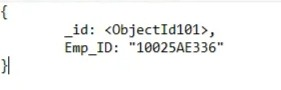 {
_id: <ObjectId101>,
Emp_ID: "10025AE336"
}